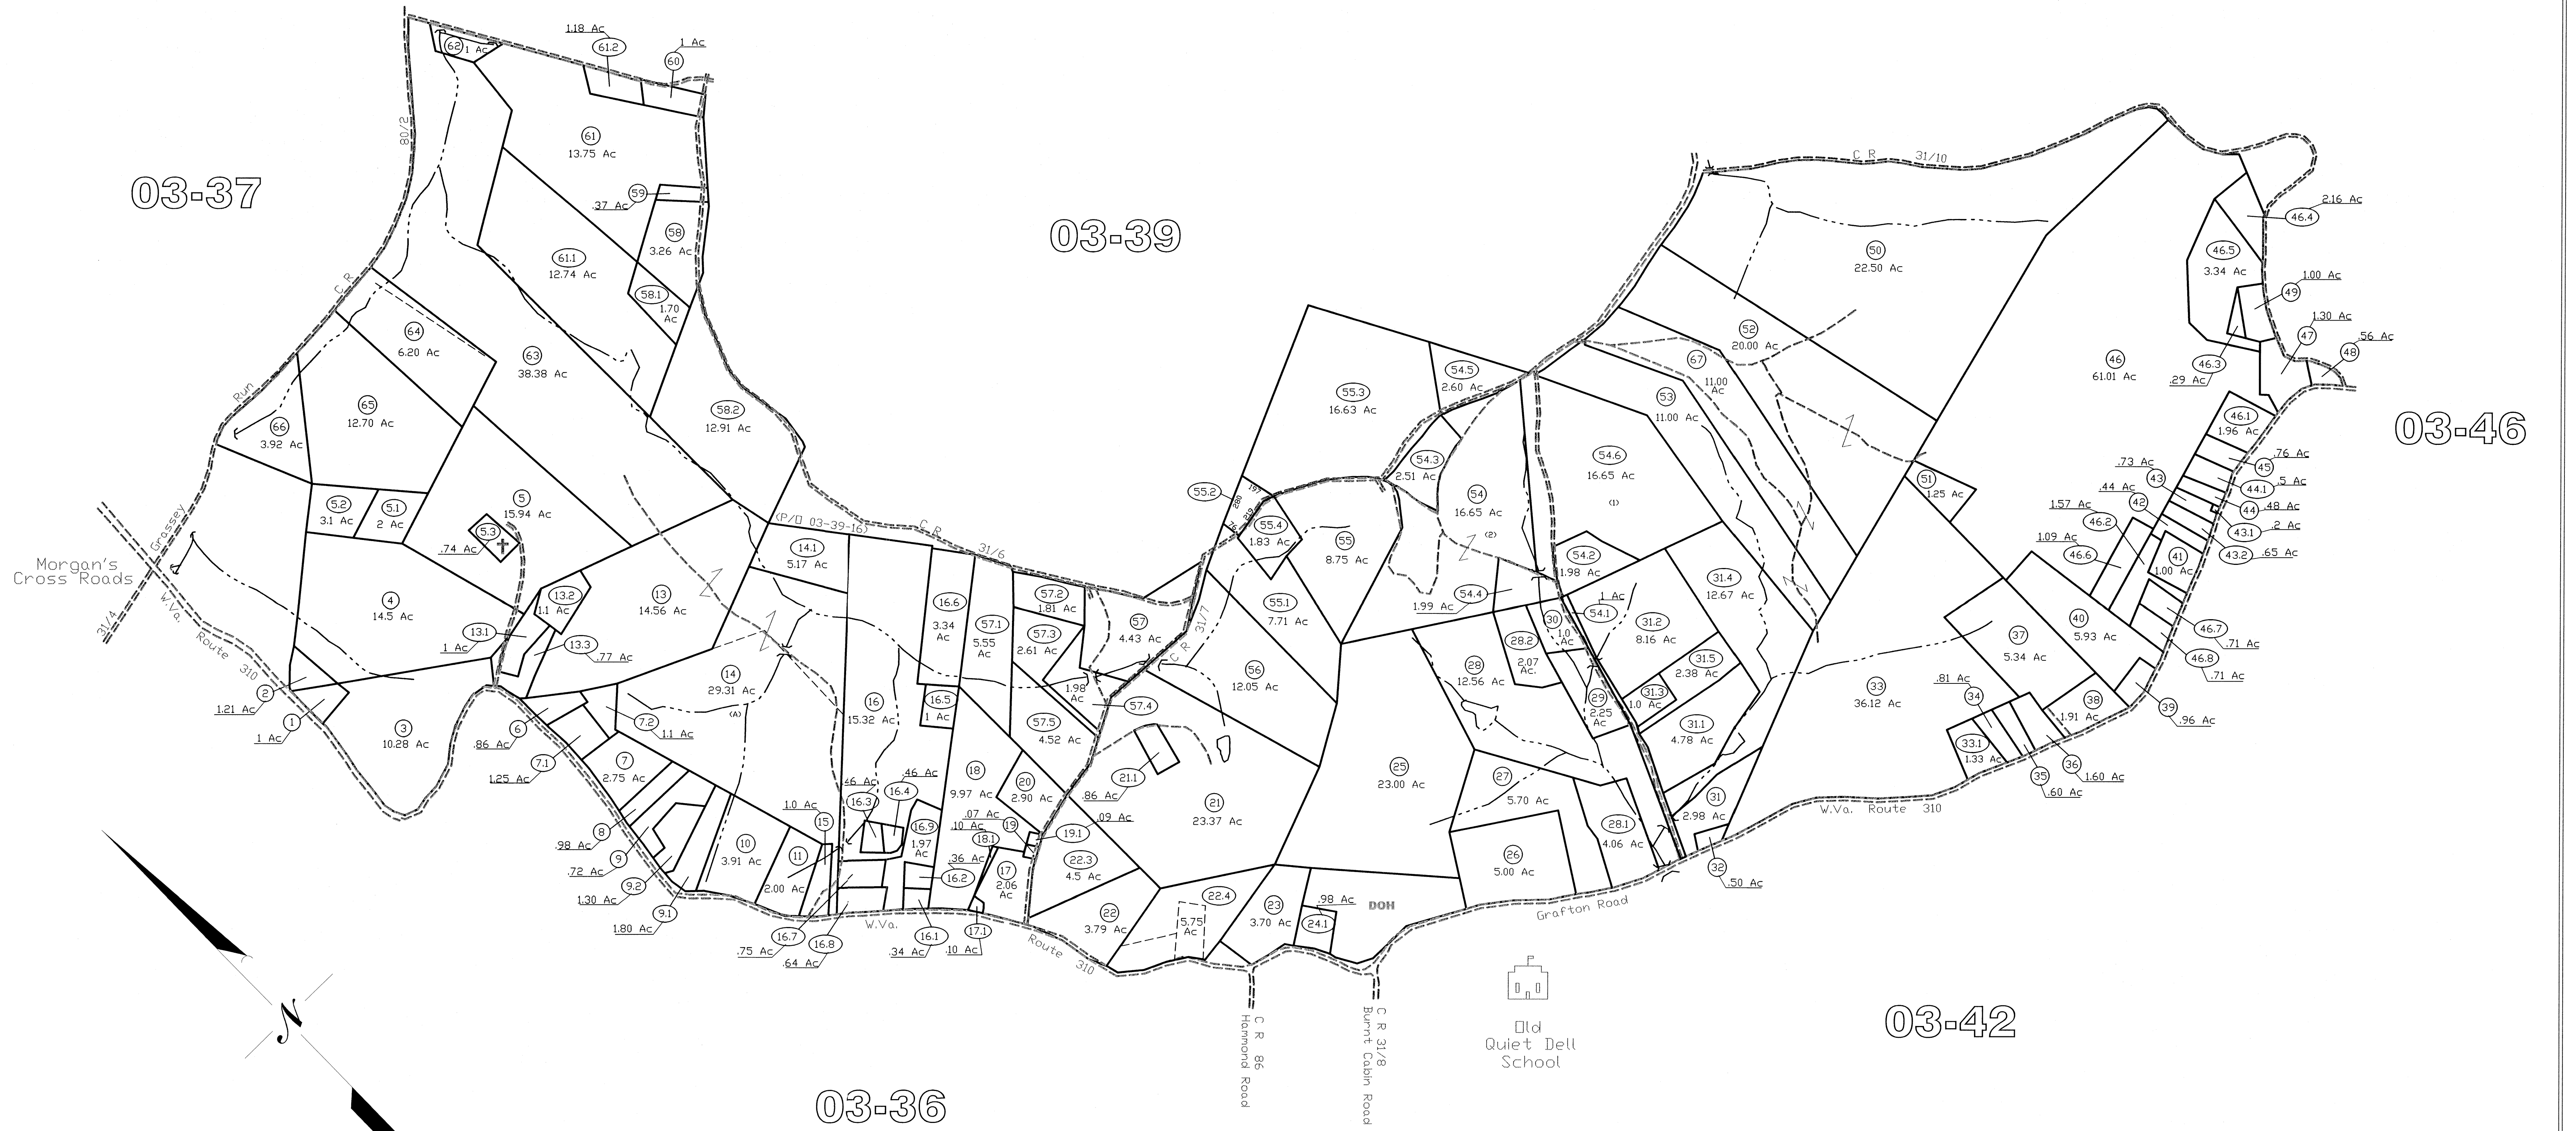 03-37
03-39
03-46
03-42
03-36
80/2
C R
Grassey
Run
31/4
Morgan's
Cross Roads
W.Va. Route 310
62
1 Ac
1.18 Ac
61.2
1 Ac
60
61
13.75 Ac
59
.37 Ac
58
3.26 Ac
61.1
12.74 Ac
58.1
1.70
Ac
64
6.20 Ac
63
38.38 Ac
65
12.70 Ac
66
3.92 Ac
58.2
12.91 Ac
5.2
3.1 Ac
5.1
2 Ac
5
15.94 Ac
5.3
.74 Ac
4
14.5 Ac
13.2
1.1 Ac
13
14.56 Ac
13.1
1 Ac
13.3
.77 Ac
2
1.21 Ac
1
1 Ac
3
10.28 Ac
6
.86 Ac
7.1
1.25 Ac
7.2
1.1 Ac
7
2.75 Ac
8
.98 Ac
9
.72 Ac
9.2
1.30 Ac
9.1
1.80 Ac
10
3.91 Ac
11
2.00 Ac
1.0 Ac
15
14
29.31 Ac
(A)
(P/O 03-39-16)
14.1
5.17 Ac
C R 31/6
16
15.32 Ac
16.6
3.34
Ac
16.5
1 Ac
.46 Ac
16.3
.46 Ac
16.4
16.9
1.97
Ac
.36 Ac
16.2
16.7
.75 Ac
16.8
.64 Ac
16.1
.34 Ac
W.Va. Route 310
17.1
.10 Ac
57.1
5.55
Ac
57.2
1.81 Ac
57.3
2.61 Ac
57
4.43 Ac
1.98
Ac
57.4
57.5
4.52 Ac
18
9.97 Ac
20
2.90 Ac
.07 Ac
19
.10 Ac
18.1
19.1
.09 Ac
17
2.06
Ac
22.3
4.5 Ac
22
3.79 Ac
22.4
5.75
Ac
21.1
.86 Ac
21
23.37 Ac
C R 31/7
56
12.05 Ac
55.1
7.71 Ac
55.2
197
280
219
76
55.4
1.83 Ac
55
8.75 Ac
55.3
16.63 Ac
54.5
2.60 Ac
54.3
2.51 Ac
54
16.65 Ac
(2)
54.4
1.99 Ac
54.6
16.65 Ac
(1)
54.2
1.98 Ac
54.1
1 Ac
23
3.70 Ac
.98 Ac
24.1
DOH
25
23.00 Ac
26
5.00 Ac
27
5.70 Ac
28
12.56 Ac
28.2
2.07
Ac.
28.1
4.06 Ac
29
2.25
Ac
30
1.0
Ac
31.2
8.16 Ac
31.4
12.67 Ac
31.5
2.38 Ac
31.3
1.0 Ac
31.1
4.78 Ac
31
2.98 Ac
32
.50 Ac
Grafton Road
C R 86
Hammond Road
C R 31/8
Burnt Cabin Road
Old
Quiet Dell
School
C R 31/10
50
22.50 Ac
52
20.00 Ac
67
11.00
Ac
53
11.00 Ac
51
1.25 Ac
33
36.12 Ac
33.1
1.33 Ac
.81 Ac
34
35
.60 Ac
36
1.60 Ac
W.Va. Route 310
37
5.34 Ac
38
1.91 Ac
39
.96 Ac
40
5.93 Ac
41
1.00 Ac
1.09 Ac
46.6
1.57 Ac
46.2
.44 Ac
42
.73 Ac
43
46.1
1.96 Ac
45
.76 Ac
44.1
.5 Ac
44
.48 Ac
43.1
.2 Ac
43.2
.65 Ac
46.7
.71 Ac
46.8
.71 Ac
46
61.01 Ac
46.3
.29 Ac
46.5
3.34 Ac
46.4
2.16 Ac
49
1.00 Ac
47
1.30 Ac
48
.56 Ac
N